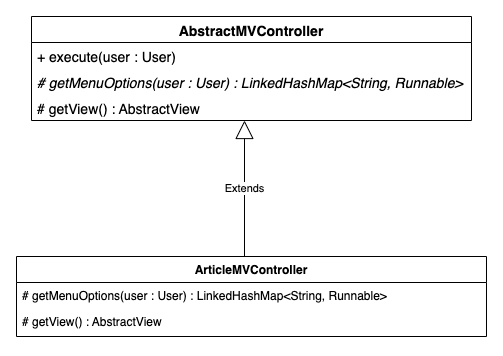 AbstractMVController
+ execute(user : User)
# getMenuOptions(user : User) : LinkedHashMap<String, Runnable>
# getView() : AbstractView
Extends
ArticleMVController
# getMenuOptions(user : User) : LinkedHashMap<String, Runnable>
# getView() : AbstractView